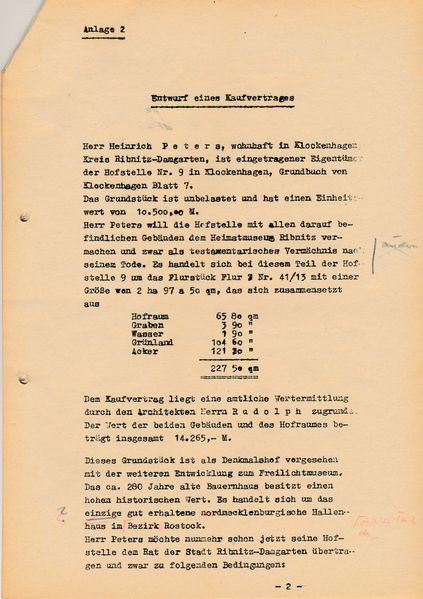 Anlage 2
Entwurf eines Kaufvertrages
Herr Heinrich P e t e r s, wohnhaft in Klockenhagen,
Kreis Ribnitz-Damgarten, ist eingetragener Eigentümer
der Hofstelle Nr. 9 in Klockenhagen, Grundbuch von
Klockenhagen Blatt 7.
Das Grundstück ist unbelastet und hat einen Einheits-
wert von 10.500,00 M.
Herr Peters will die Hofstelle mit allen darauf be-
findlichen Gebäuden dem Heimatmuseum Ribnitz ver-
machen und zwar als testamentarisches Vermächnis nach
seinem Tode. Es handelt sich bei diesem Teil der Hof-
ändern
stelle 9 um das Flurstück Flur 2 Nr. 41/13 mit einer
Größe von 2 ha 97 a 50 qm, das sich zusammensetzt
aus
Hofraum 65 80 qm
Graben 3 90 "
Wasser 1 90 "
Grünland 104 60 "
Acker 121 30 "
227 50 qm
Dem Kaufvertrag liegt eine amtliche Wertermittlung
durch den Architekten Herrn R u d o l p h zugrunde.
Der Wert der beiden Gebäuden und des Hofraumes be-
trägt insgesamt 14.265,- M.
Dieses Grundstück ist als Denkmalshof vorgesehen
mit der weiteren Entwicklung zum Freilichtmuseum.
Das ca. 280 Jahre alte Bauernhaus besitzt einen
hohen historischen Wert. Es handelt sich um das
? einzige gut erhaltene nordmecklenburgische Hallen-
haus im Bezirk Rostock.
Herr Peters möchte nunmehr schon jetzt seine Hof-
stelle dem Rat der Stadt Ribnitz-Damgarten übertra-
gen und zwar zu folgenden Bedingungen:
- 2 -